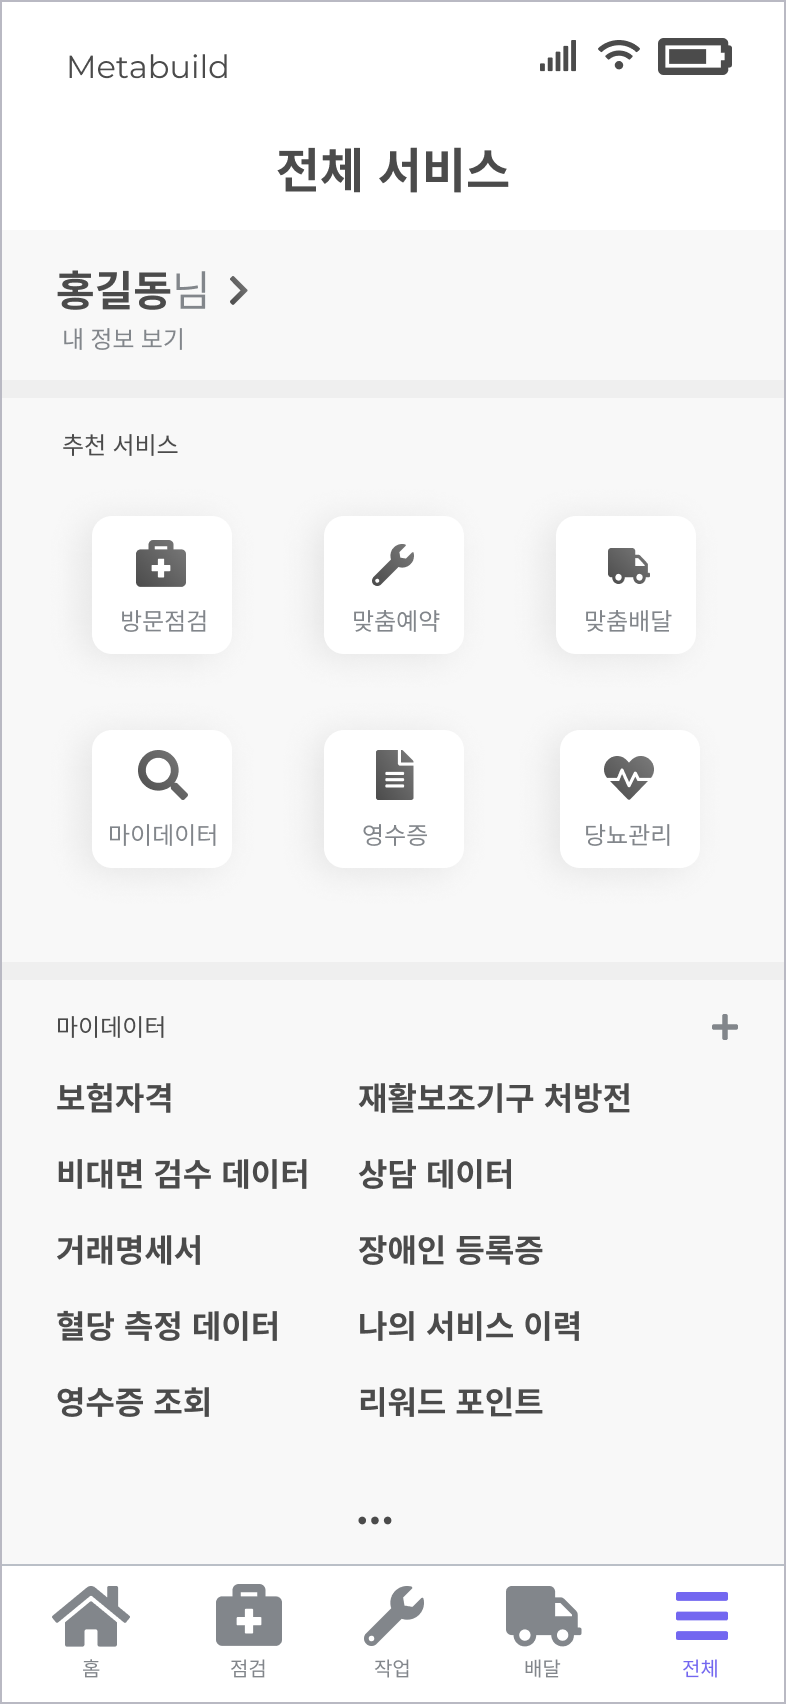 Metabuild
전체 서비스
홍길동님
내 정보 보기
추천 서비스
방문점검
맞춤예약
맞춤배달
마이데이터
영수증
당뇨관리
마이데이터
보험자격
재활보조기구 처방전
비대면 검수 데이터
상담 데이터
거래명세서
장애인 등록증
혈당 측정 데이터
나의 서비스 이력
영수증 조회
리워드 포인트
...
홈
점검
작업
배달
전체